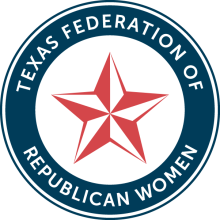 TEXAS FEDERATION OF
REPUBLICAN WOMEN